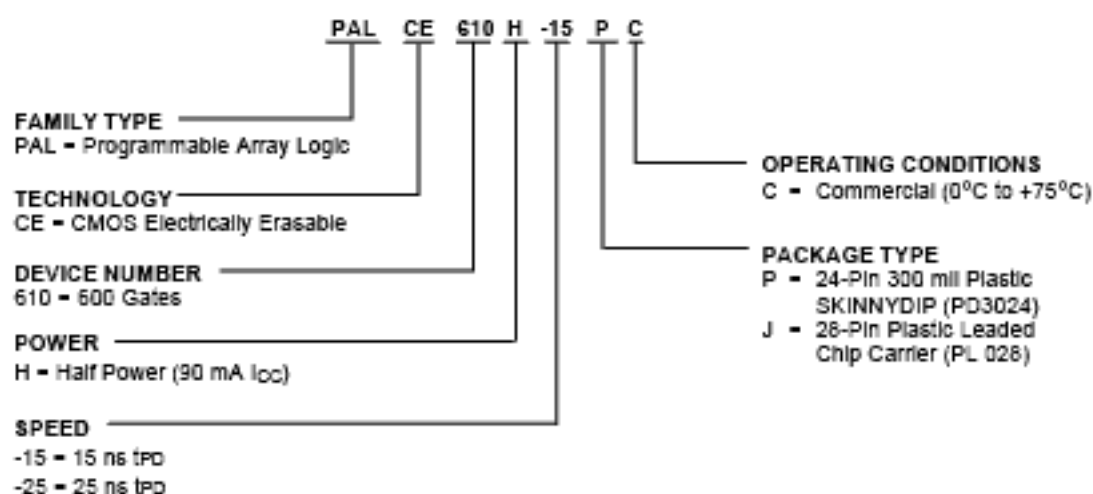 PAL CE 610 H -15 P C
FAMILY TYPE
PAL = Programmable Array Logic
TECHNOLOGY
CE = CMOS Electrically Erasable
DEVICE NUMBER
610 = 600 Gates
POWER
H = Half Power (90 mA ICC)
SPEED
-15 = 15 ns tPD
-25 = 25 ns tPD
OPERATING CONDITIONS
C = Commercial (0°C to +75°C)
PACKAGE TYPE
P = 24-Pin 300 mil Plastic
SKINNYDIP (PD3024)
J = 28-Pin Plastic Leaded
Chip Carrier (PL 028)